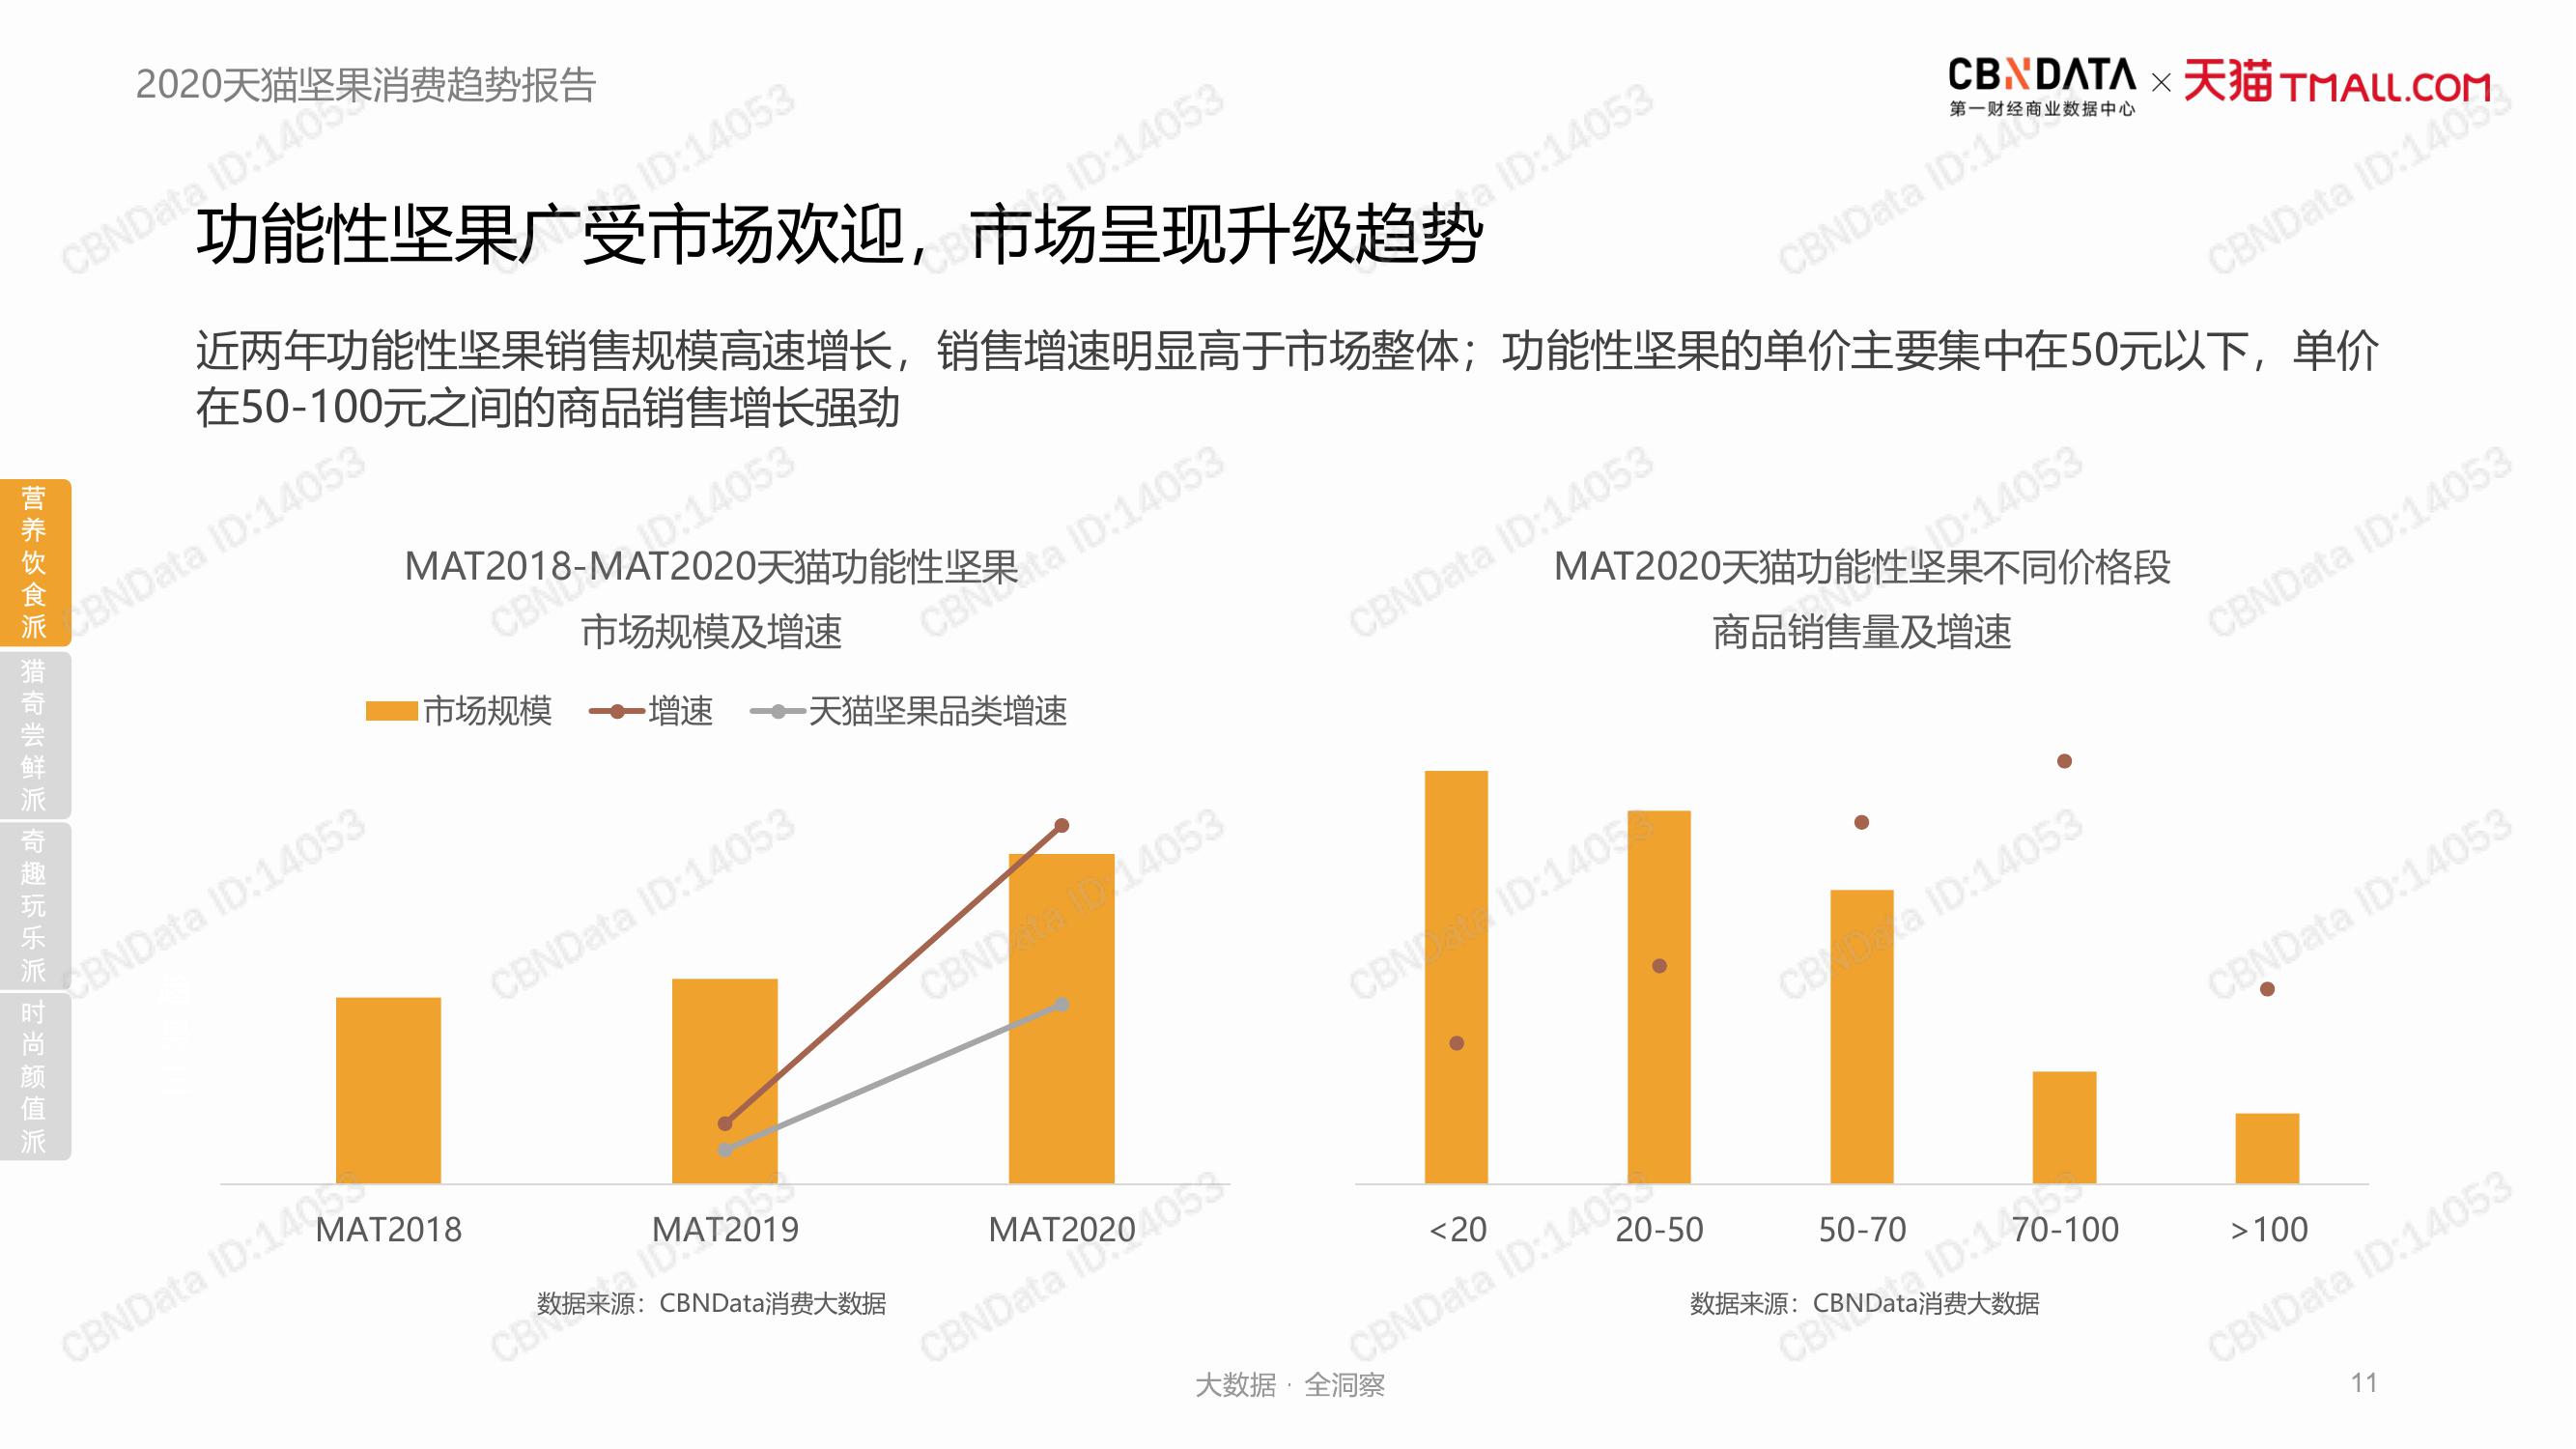 2020天猫坚果消费趋势报告
CBNDATA × 天猫 TMALL.COM
第一财经商业数据中心
功能性坚果广受市场欢迎，市场呈现升级趋势
近两年功能性坚果销售规模高速增长，销售增速明显高于市场整体；功能性坚果的单价主要集中在50元以下，单价
在50-100元之间的商品销售增长强劲
营养饮食派
猎奇尝鲜派
奇趣玩乐派
时尚颜值派
MAT2018-MAT2020天猫功能性坚果
市场规模及增速
市场规模 增速 天猫坚果品类增速
MAT2018 MAT2019 MAT2020
数据来源：CBNData消费大数据
MAT2020天猫功能性坚果不同价格段
商品销售量及增速
<20 20-50 50-70 70-100 >100
数据来源：CBNData消费大数据
大数据 · 全洞察
11
CBNData ID:14053